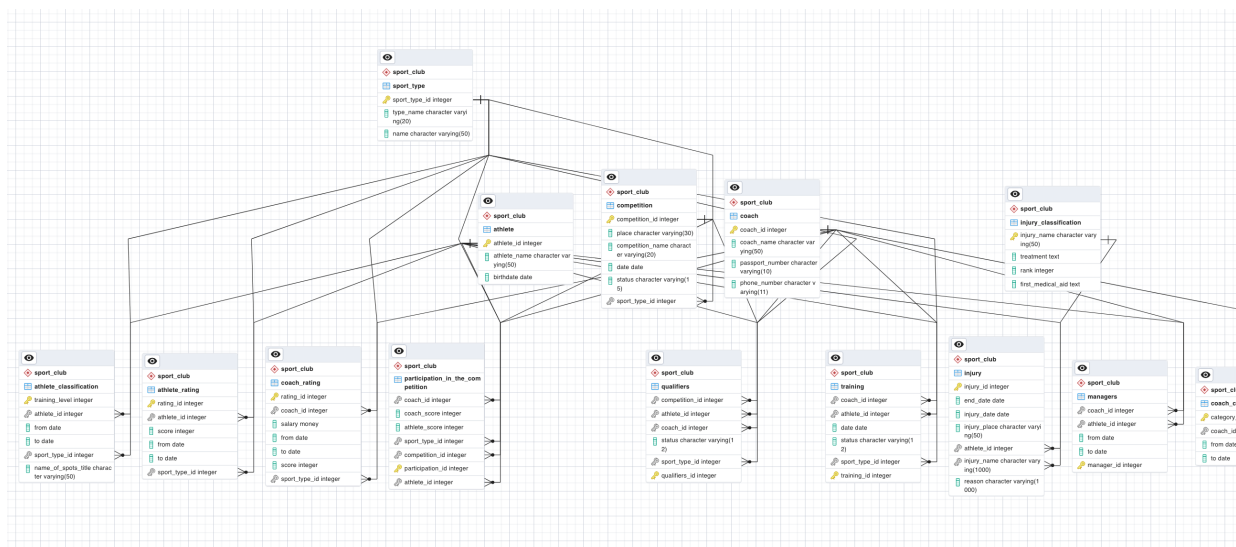 sport_club
sport_type
sport_type_id integer
type_name character varyi
ng(20)
name character varying(50)
sport_club
athlete
athlete_id integer
athlete_name character var
ying(50)
birthdate date
sport_club
competition
competition_id integer
place character varying(30)
competition_name charact
er varying(20)
date date
status character varying(1
5)
sport_type_id integer
sport_club
coach
coach_id integer
coach_name character var
ying(50)
passport_number character
varying(10)
phone_number character v
arying(11)
sport_club
injury_classification
injury_name character vary
ing(50)
treatment text
rank integer
first_medical_aid text
sport_club
athlete_classification
training_level integer
athlete_id integer
from date
to date
sport_type_id integer
name_of_spots_title charac
ter varying(50)
sport_club
athlete_rating
rating_id integer
athlete_id integer
score integer
from date
to date
sport_type_id integer
sport_club
coach_rating
rating_id integer
coach_id integer
salary money
from date
to date
score integer
sport_type_id integer
sport_club
participation_in_the_com
petition
coach_id integer
coach_score integer
athlete_score integer
sport_type_id integer
competition_id integer
participation_id integer
athlete_id integer
sport_club
qualifiers
competition_id integer
athlete_id integer
coach_id integer
status character varying(1
2)
sport_type_id integer
qualifiers_id integer
sport_club
training
coach_id integer
athlete_id integer
date date
status character varying(1
2)
sport_type_id integer
training_id integer
sport_club
injury
injury_id integer
end_date date
injury_date date
injury_place character varyi
ng(50)
athlete_id integer
injury_name character vary
ing(1000)
reason character varying(1
000)
sport_club
managers
coach_id integer
athlete_id integer
from date
to date
manager_id integer
sport_cl
coach_c
category_
coach_id
from date
to date